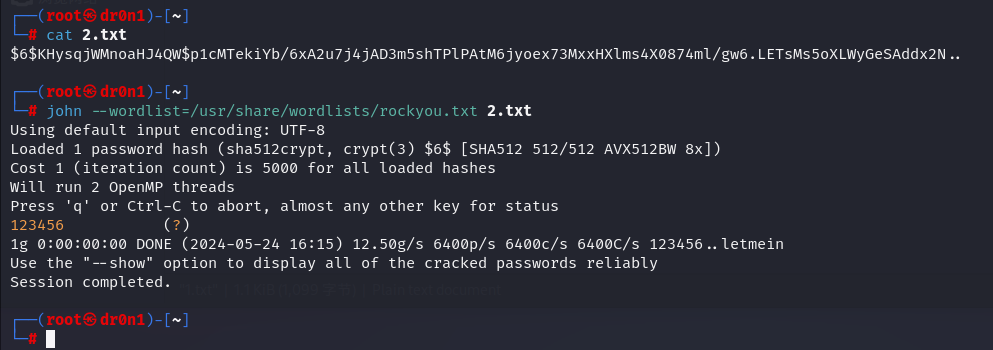 ┌──(root㉿dr0n1)-[~]
└─# cat 2.txt
$6$KHysqjWMnoaHJ4QW$p1cMTekiYb/6xA2u7j4jAD3m5shTPlPAtM6jyoex73MxxHXlms4X0874ml/gw6.LETsMs5oXLWyGeSAddx2N..
┌──(root㉿dr0n1)-[~]
└─# john --wordlist=/usr/share/wordlists/rockyou.txt 2.txt
Using default input encoding: UTF-8
Loaded 1 password hash (sha512crypt, crypt(3) $6$ [SHA512 512/512 AVX512BW 8x])
Cost 1 (iteration count) is 5000 for all loaded hashes
Will run 2 OpenMP threads
Press 'q' or Ctrl-C to abort, almost any other key for status
123456           (?)
1g 0:00:00:00 DONE (2024-05-24 16:15) 12.50g/s 6400p/s 6400c/s 6400C/s 123456..letmein
Use the "--show" option to display all of the cracked passwords reliably
Session completed.
┌──(root㉿dr0n1)-[~]
└─#